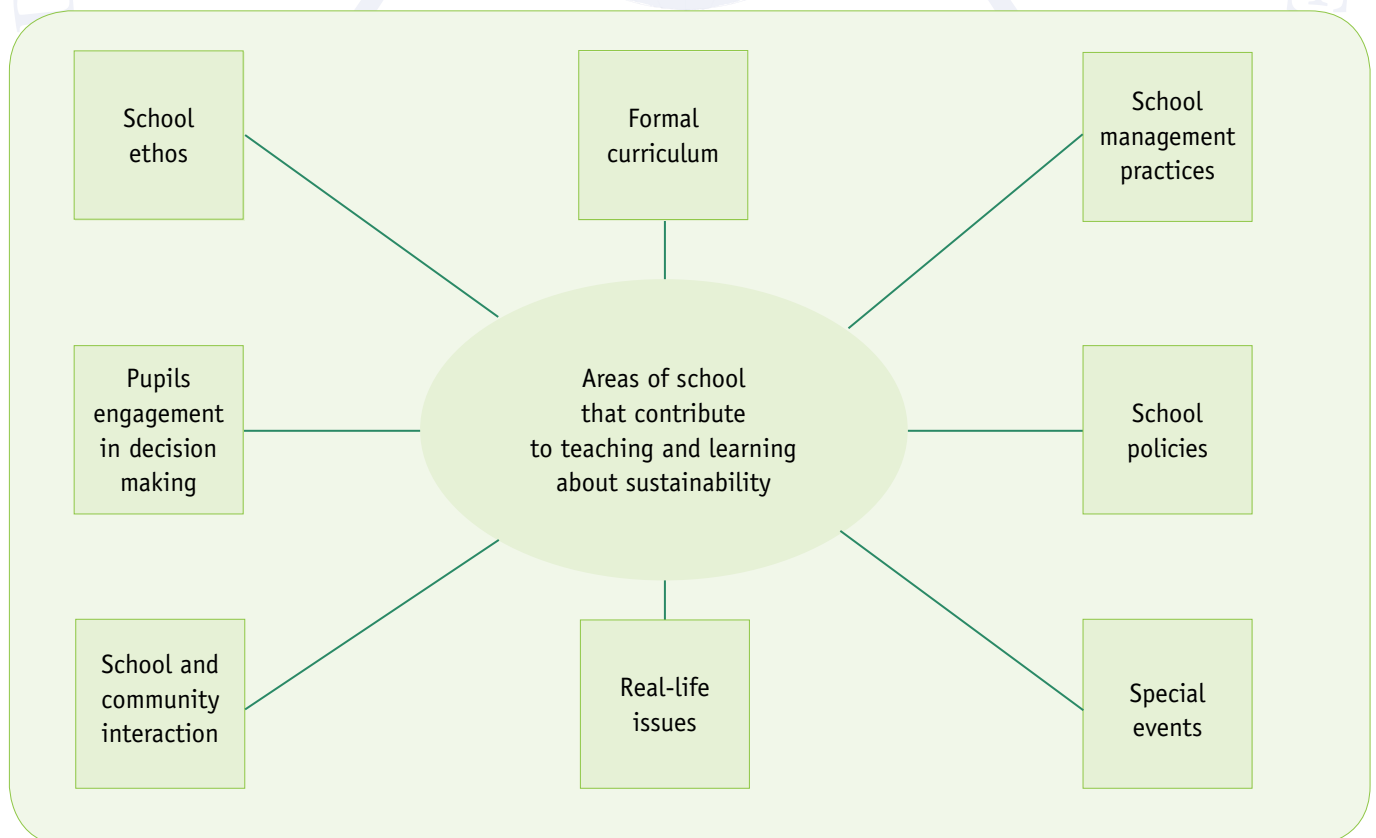 School
ethos
Formal
curriculum
School
management
practices
Pupils
engagement
in decision
making
Areas of school
that contribute
to teaching and learning
about sustainability
School
policies
School and
community
interaction
Real-life
issues
Special
events